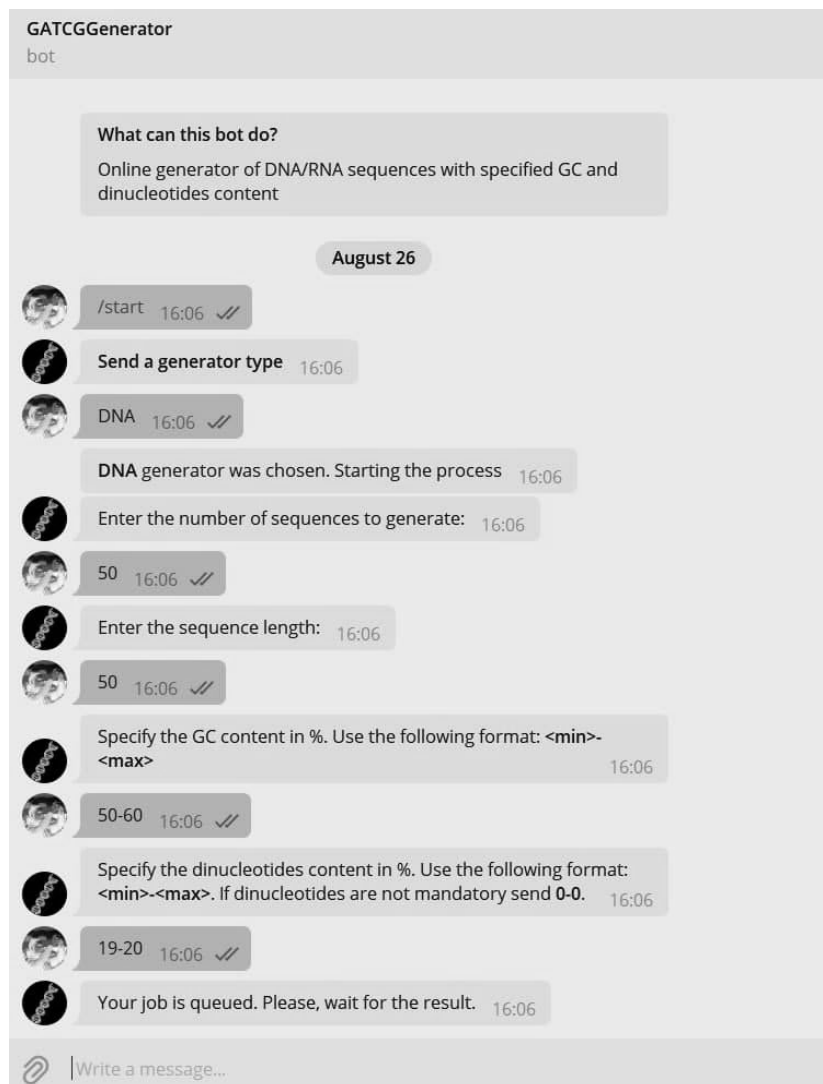 GATCGGenerator
bot
What can this bot do?
Online generator of DNA/RNA sequences with specified GC and
dinucleotides content
August 26
/start 16:06
Send a generator type 16:06
DNA 16:06
DNA generator was chosen. Starting the process 16:06
Enter the number of sequences to generate: 16:06
50 16:06
Enter the sequence length: 16:06
50 16:06
Specify the GC content in %. Use the following format: <min>-
<max> 16:06
50-60 16:06
Specify the dinucleotides content in %. Use the following format:
<min>-<max>. If dinucleotides are not mandatory send 0-0. 16:06
19-20 16:06
Your job is queued. Please, wait for the result. 16:06
Write a message...